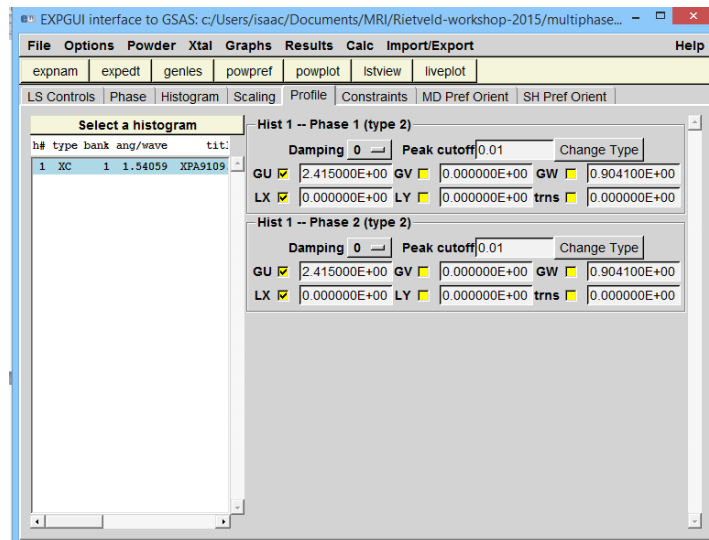 EXPGUI interface to GSAS: c:/Users/isaac/Documents/MRI/Rietveld-workshop-2015/multiphase...
File Options Powder Xtal Graphs Results Calc Import/Export Help
expnam expedt genles powpref powplot lstview liveplot
LS Controls Phase Histogram Scaling Profile Constraints MD Pref Orient SH Pref Orient
Select a histogram
h# type bank ang/wave titl
1 XC 1 1.54059 XPA9109
Hist 1 -- Phase 1 (type 2)
Damping 0 Peak cutoff 0.01 Change Type
GU 2.415000E+00 GV 0.000000E+00 GW 0.904100E+00
LX 0.000000E+00 LY 0.000000E+00 trns 0.000000E+00
Hist 1 -- Phase 2 (type 2)
Damping 0 Peak cutoff 0.01 Change Type
GU 2.415000E+00 GV 0.000000E+00 GW 0.904100E+00
LX 0.000000E+00 LY 0.000000E+00 trns 0.000000E+00